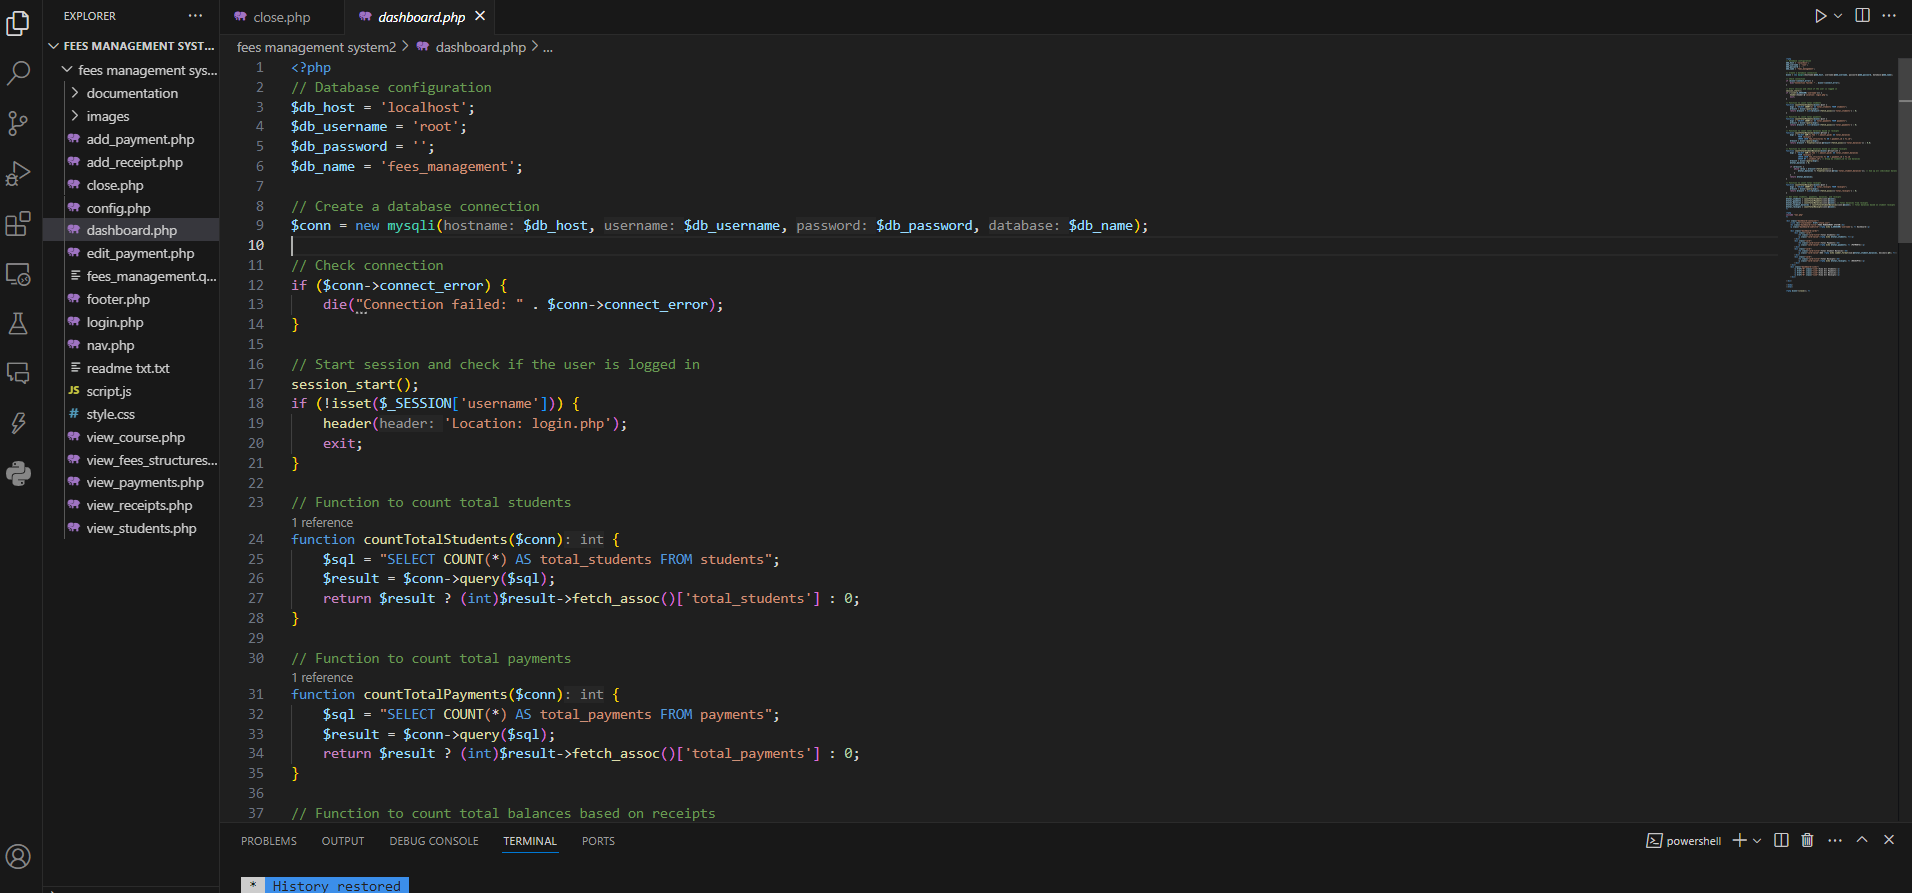 EXPLORER ···
FEES MANAGEMENT SYST...
fees management sys...
documentation
images
add_payment.php
add_receipt.php
close.php
config.php
dashboard.php
edit_payment.php
fees_management.q...
footer.php
login.php
nav.php
readme txt.txt
JS script.js
# style.css
view_course.php
view_fees_structures...
view_payments.php
view_receipts.php
view_students.php
close.php dashboard.php
fees management system2 > dashboard.php > ...
1 <?php
2 // Database configuration
3 $db_host = 'localhost';
4 $db_username = 'root';
5 $db_password = '';
6 $db_name = 'fees_management';
7
8 // Create a database connection
9 $conn = new mysqli(hostname: $db_host, username: $db_username, password: $db_password, database: $db_name);
10
11 // Check connection
12 if ($conn->connect_error) {
13 die("Connection failed: " . $conn->connect_error);
14 }
15
16 // Start session and check if the user is logged in
17 session_start();
18 if (!isset($_SESSION['username'])) {
19 header(header: 'Location: login.php');
20 exit;
21 }
22
23 // Function to count total students
1 reference
24 function countTotalStudents($conn): int {
25 $sql = "SELECT COUNT(*) AS total_students FROM students";
26 $result = $conn->query($sql);
27 return $result ? (int)$result->fetch_assoc()['total_students'] : 0;
28 }
29
30 // Function to count total payments
1 reference
31 function countTotalPayments($conn): int {
32 $sql = "SELECT COUNT(*) AS total_payments FROM payments";
33 $result = $conn->query($sql);
34 return $result ? (int)$result->fetch_assoc()['total_payments'] : 0;
35 }
36
37 // Function to count total balances based on receipts
PROBLEMS OUTPUT DEBUG CONSOLE TERMINAL PORTS
powershell
* History restored